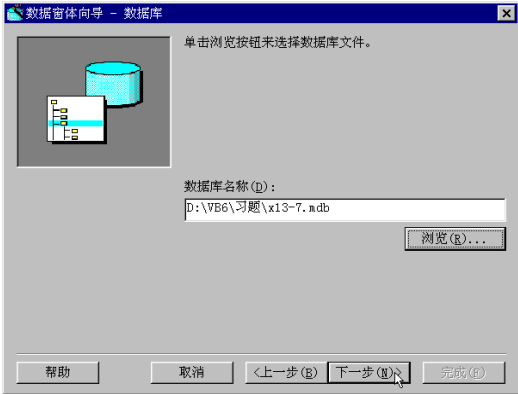 数据窗体向导 - 数据库
单击浏览按钮来选择数据库文件。
数据库名称(D):
D:\VB6\习题\x13-7.mdb
浏览(R)...
帮助 取消 <上一步(B) 下一步(N)> 完成(F)